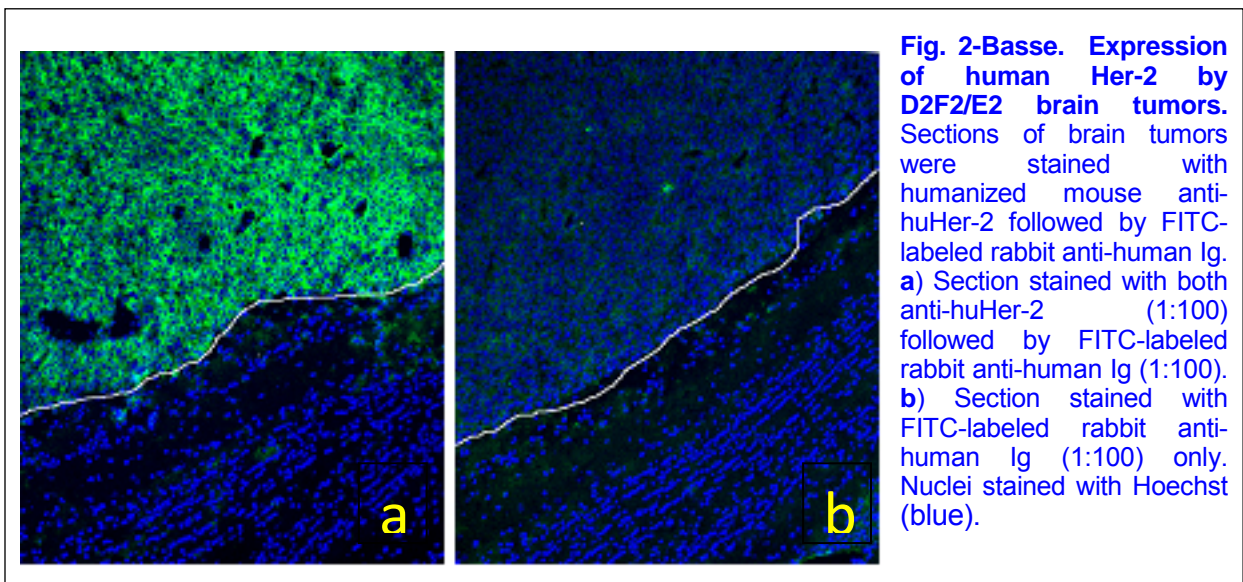 a
b
Fig. 2-Basse. Expression
of human Her-2 by
D2F2/E2 brain tumors.
Sections of brain tumors
were stained with
humanized mouse anti-
huHer-2 followed by FITC-
labeled rabbit anti-human Ig.
a) Section stained with both
anti-huHer-2 (1:100)
followed by FITC-labeled
rabbit anti-human Ig (1:100).
b) Section stained with
FITC-labeled rabbit anti-
human Ig (1:100) only.
Nuclei stained with Hoechst
(blue).